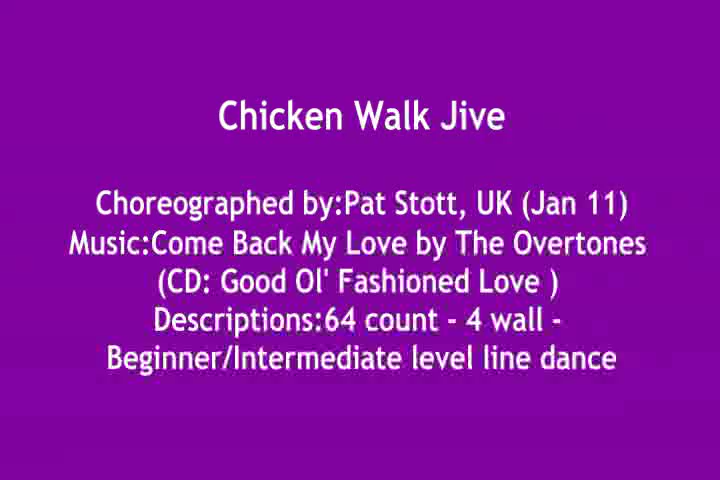 Chicken Walk Jive
Choreographed by:Pat Stott, UK (Jan 11)
Music:Come Back My Love by The Overtones
(CD: Good Ol' Fashioned Love )
Descriptions:64 count - 4 wall -
Beginner/Intermediate level line dance